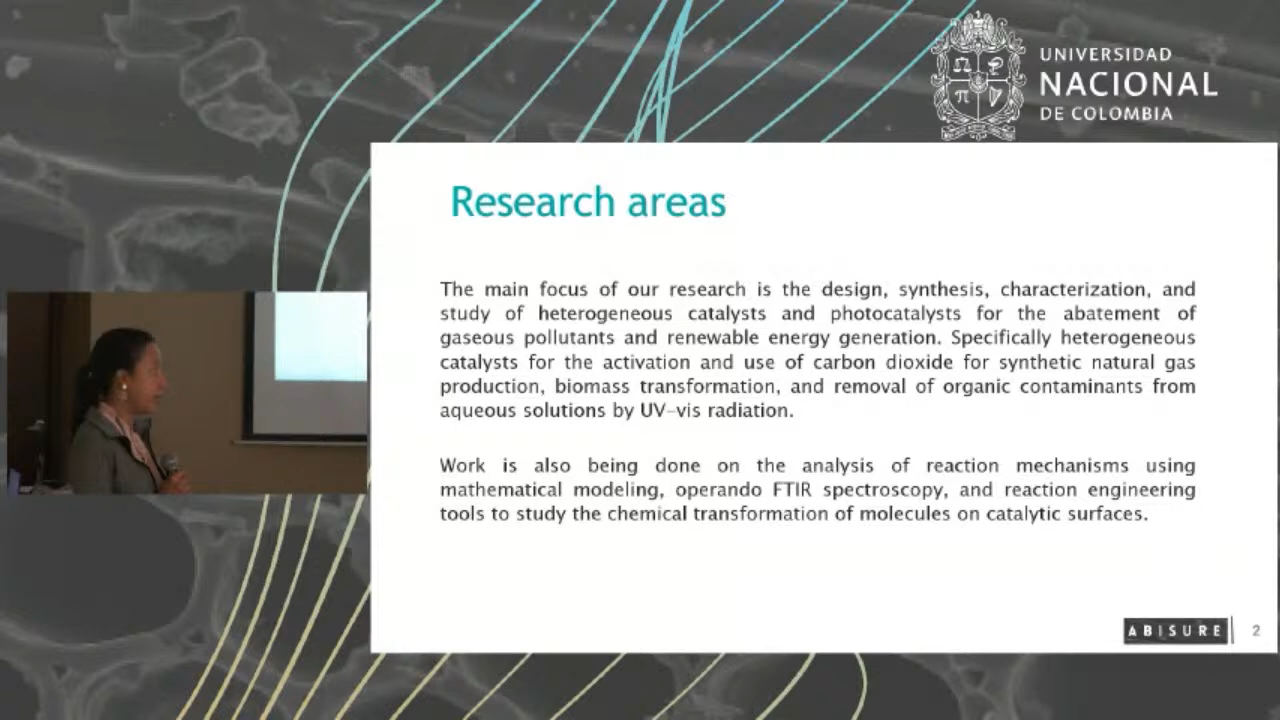 UNIVERSIDAD
NACIONAL
DE COLOMBIA
Research areas
The main focus of our research is the design, synthesis, characterization, and
study of heterogeneous catalysts and photocatalysts for the abatement of
gaseous pollutants and renewable energy generation. Specifically heterogeneous
catalysts for the activation and use of carbon dioxide for synthetic natural gas
production, biomass transformation, and removal of organic contaminants from
aqueous solutions by UV-vis radiation.
Work is also being done on the analysis of reaction mechanisms using
mathematical modeling, operando FTIR spectroscopy, and reaction engineering
tools to study the chemical transformation of molecules on catalytic surfaces.
ABISURE
2